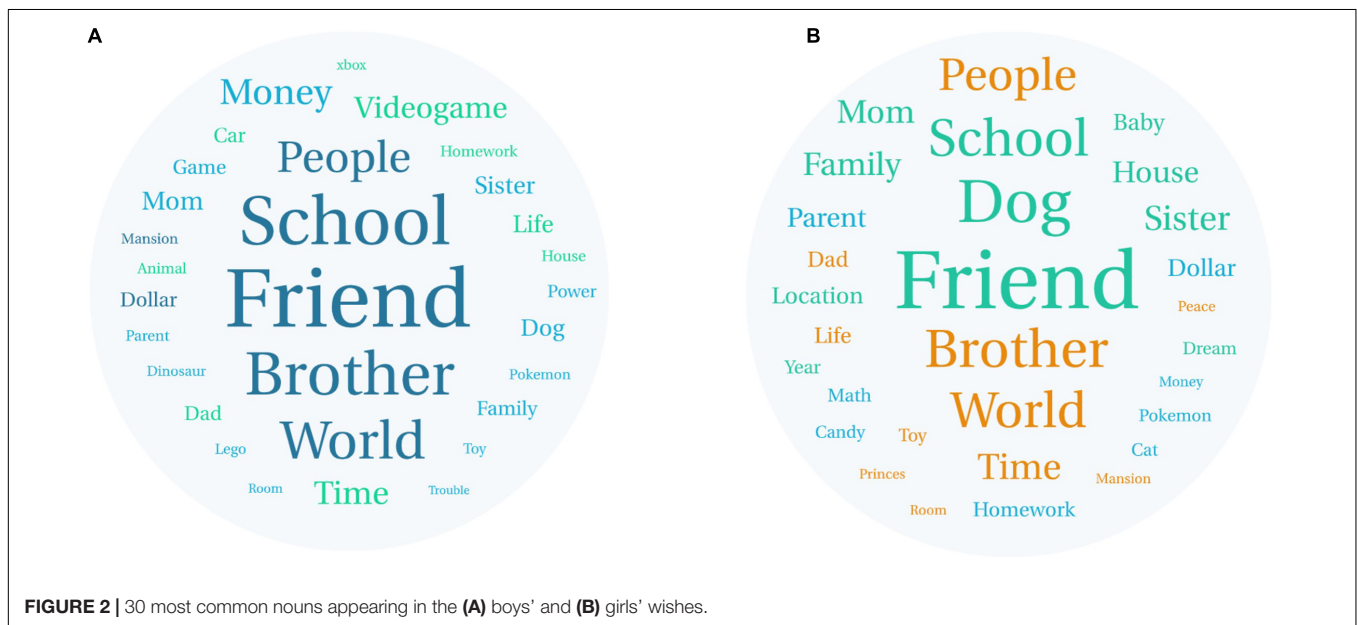 A
xbox
Money
Videogame
Car
People
Homework
Game
Sister
Mom
School
Life
Mansion
House
Animal
Friend
Power
Dollar
Dog
Parent
Brother
Dinosaur
Pokemon
Dad
Family
World
Lego
Toy
Room
Time
Trouble
B
People
Mom
School
Baby
Family
House
Dog
Parent
Sister
Dad
Friend
Dollar
Location
Peace
Life
Brother
Dream
Year
Money
Math
World
Pokemon
Candy
Toy
Cat
Time
Princes
Mansion
Room
Homework
FIGURE 2 | 30 most common nouns appearing in the (A) boys’ and (B) girls’ wishes.